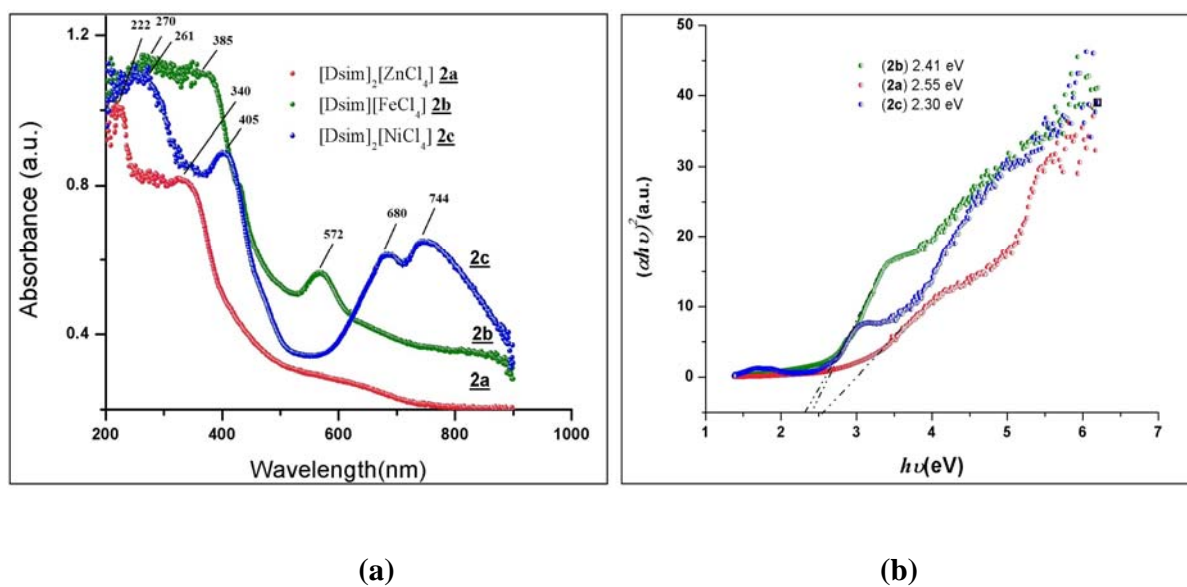 222
270
261
385
340
405
572
680
744
[Dsim]₂[ZnCl₄] 2a
[Dsim][FeCl₄] 2b
[Dsim]₂[NiCl₄] 2c
2c
2b
2a
1.2
0.8
0.4
Absorbance (a.u.)
200 400 600 800 1000
Wavelength(nm)
(2b) 2.41 eV
(2a) 2.55 eV
(2c) 2.30 eV
50
40
30
20
10
0
(αhυ)²(a.u.)
1 2 3 4 5 6 7
hυ(eV)
(a) (b)